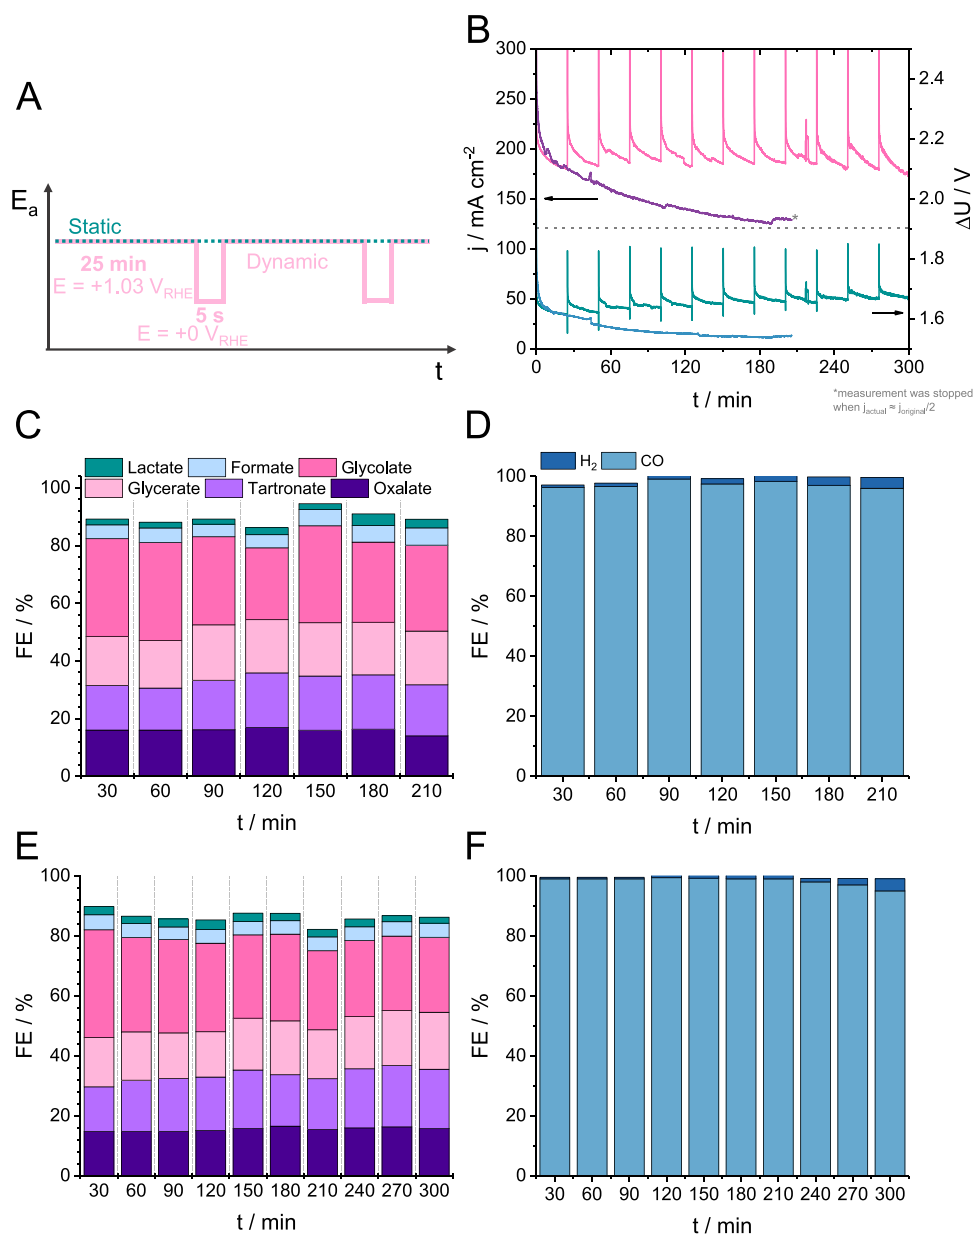 A
E_a
Static
25 min
Dynamic
E = +1.03 V_RHE
5 s
E = +0 V_RHE
t
B
300
250
200
150
100
50
0
j / mA cm⁻²
2.4
2.2
2.0
1.8
1.6
ΔU / V
*
0 60 120 180 240 300
t / min
*measurement was stopped
when j_actual ≈ j_original/2
C
Lactate Formate Glycolate
Glycerate Tartronate Oxalate
100
80
60
40
20
0
FE / %
30 60 90 120 150 180 210
t / min
D
H₂ CO
100
80
60
40
20
0
FE / %
30 60 90 120 150 180 210
t / min
E
100
80
60
40
20
0
FE / %
30 60 90 120 150 180 210 240 270 300
t / min
F
100
80
60
40
20
0
FE / %
30 60 90 120 150 180 210 240 270 300
t / min